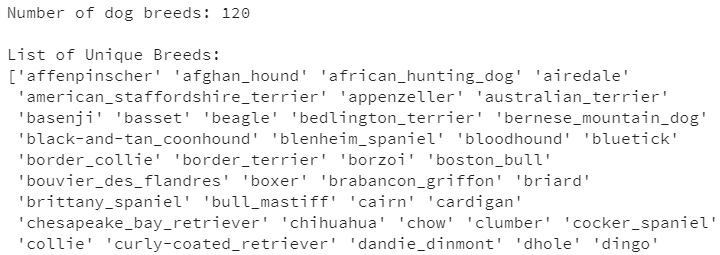 Number of dog breeds: 120
List of Unique Breeds:
['affenpinscher' 'afghan_hound' 'african_hunting_dog' 'airedale'
'american_staffordshire_terrier' 'appenzeller' 'australian_terrier'
'basenji' 'basset' 'beagle' 'bedlington_terrier' 'bernese_mountain_dog'
'black-and-tan_coonhound' 'blenheim_spaniel' 'bloodhound' 'bluetick'
'border_collie' 'border_terrier' 'borzoi' 'boston_bull'
'bouvier_des_flandres' 'boxer' 'brabancon_griffon' 'briard'
'brittany_spaniel' 'bull_mastiff' 'cairn' 'cardigan'
'chesapeake_bay_retriever' 'chihuahua' 'chow' 'clumber' 'cocker_spaniel'
'collie' 'curly-coated_retriever' 'dandie_dinmont' 'dhole' 'dingo'